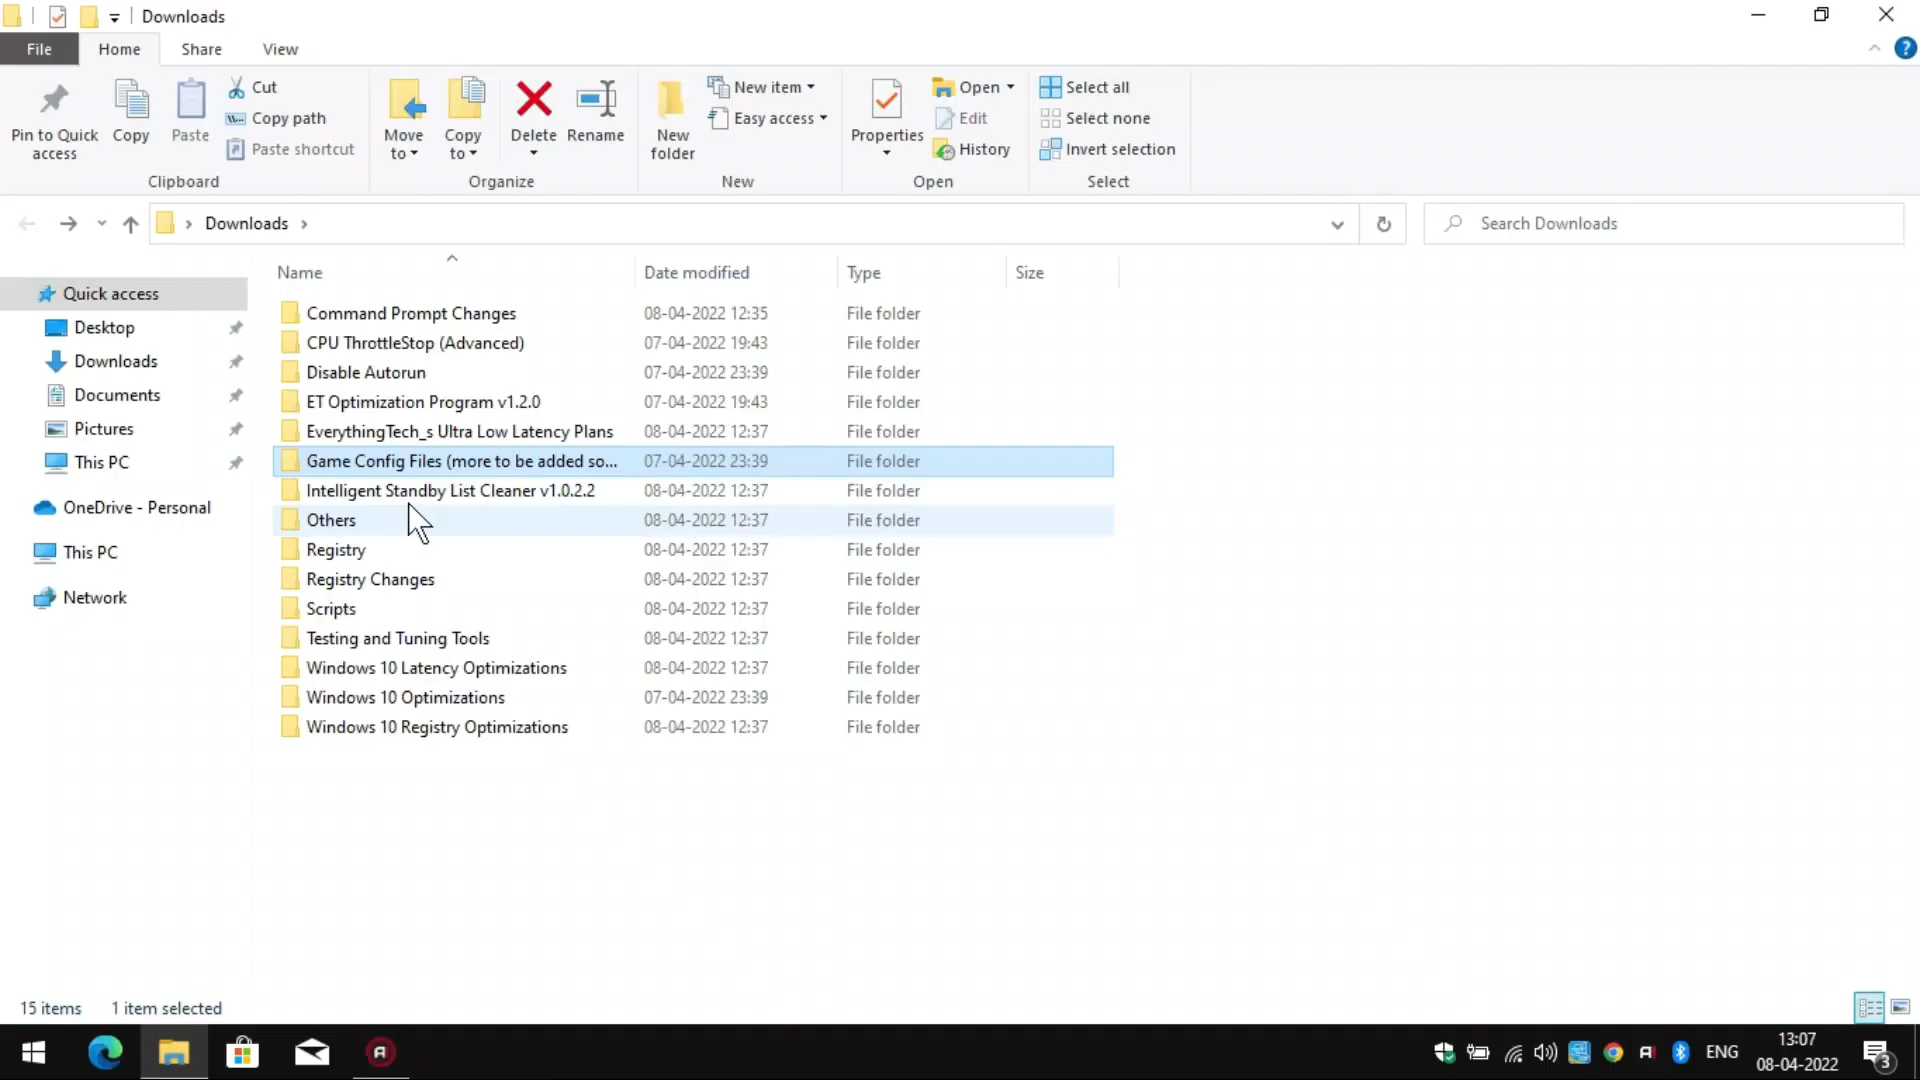 Downloads
File Home Share View
Pin to Quick access
Copy
Paste
Cut
Copy path
Paste shortcut
Clipboard
Move to
Copy to
Delete
Rename
Organize
New folder
New item
Easy access
New
Properties
Open
Edit
History
Open
Select all
Select none
Invert selection
Select
Downloads
Search Downloads
Name Date modified Type Size
Quick access
Desktop
Downloads
Documents
Pictures
This PC
OneDrive - Personal
This PC
Network
Command Prompt Changes 08-04-2022 12:35 File folder
CPU ThrottleStop (Advanced) 07-04-2022 19:43 File folder
Disable Autorun 07-04-2022 23:39 File folder
ET Optimization Program v1.2.0 07-04-2022 19:43 File folder
EverythingTech_s Ultra Low Latency Plans 08-04-2022 12:37 File folder
Game Config Files (more to be added so... 07-04-2022 23:39 File folder
Intelligent Standby List Cleaner v1.0.2.2 08-04-2022 12:37 File folder
Others 08-04-2022 12:37 File folder
Registry 08-04-2022 12:37 File folder
Registry Changes 08-04-2022 12:37 File folder
Scripts 08-04-2022 12:37 File folder
Testing and Tuning Tools 08-04-2022 12:37 File folder
Windows 10 Latency Optimizations 08-04-2022 12:37 File folder
Windows 10 Optimizations 07-04-2022 23:39 File folder
Windows 10 Registry Optimizations 08-04-2022 12:37 File folder
15 items 1 item selected
ENG
13:07
08-04-2022
3